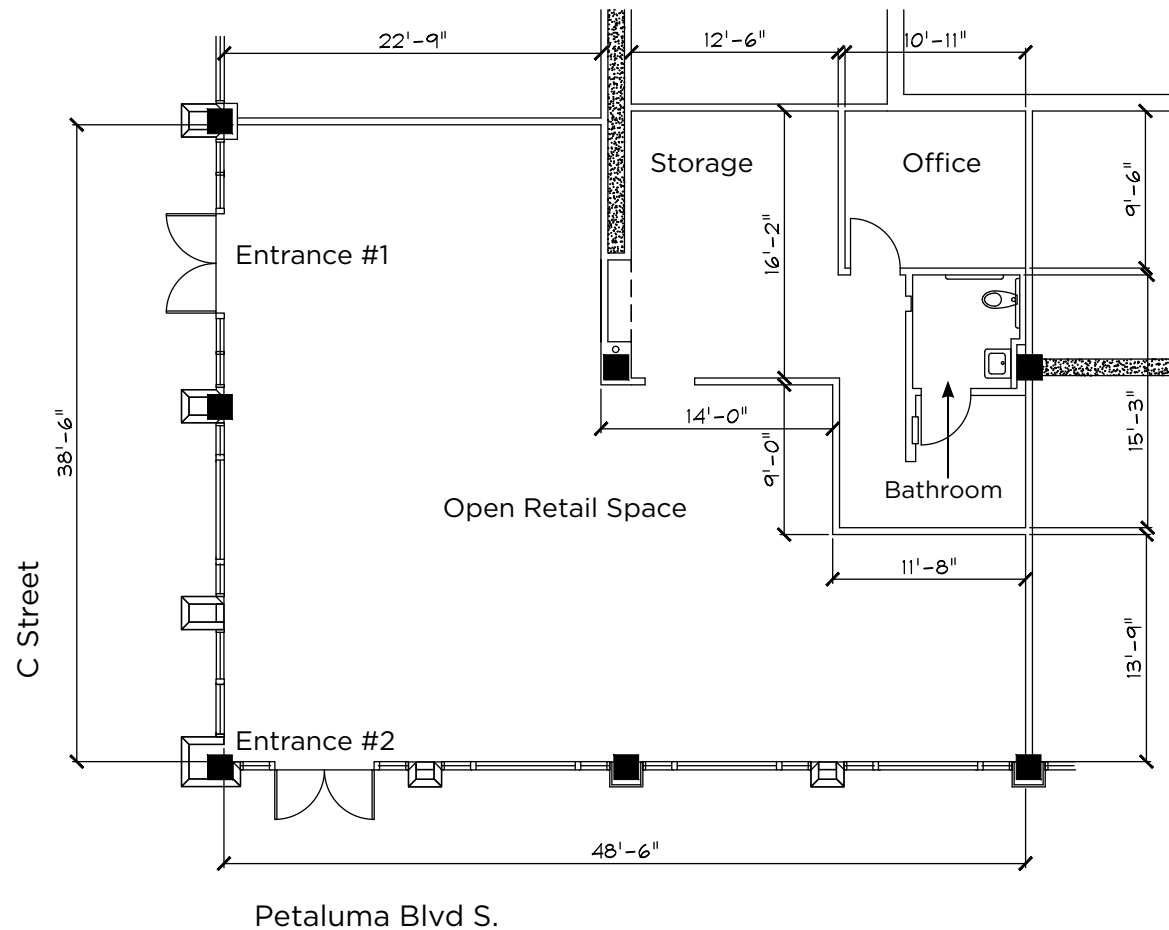 22'-9"
12'-6"
10'-11"
Storage
Office
9'-6"
Entrance #1
16'-2"
38'-6"
14'-0"
9'-0"
15'-3"
Bathroom
Open Retail Space
11'-8"
C Street
13'-9"
Entrance #2
48'-6"
Petaluma Blvd S.